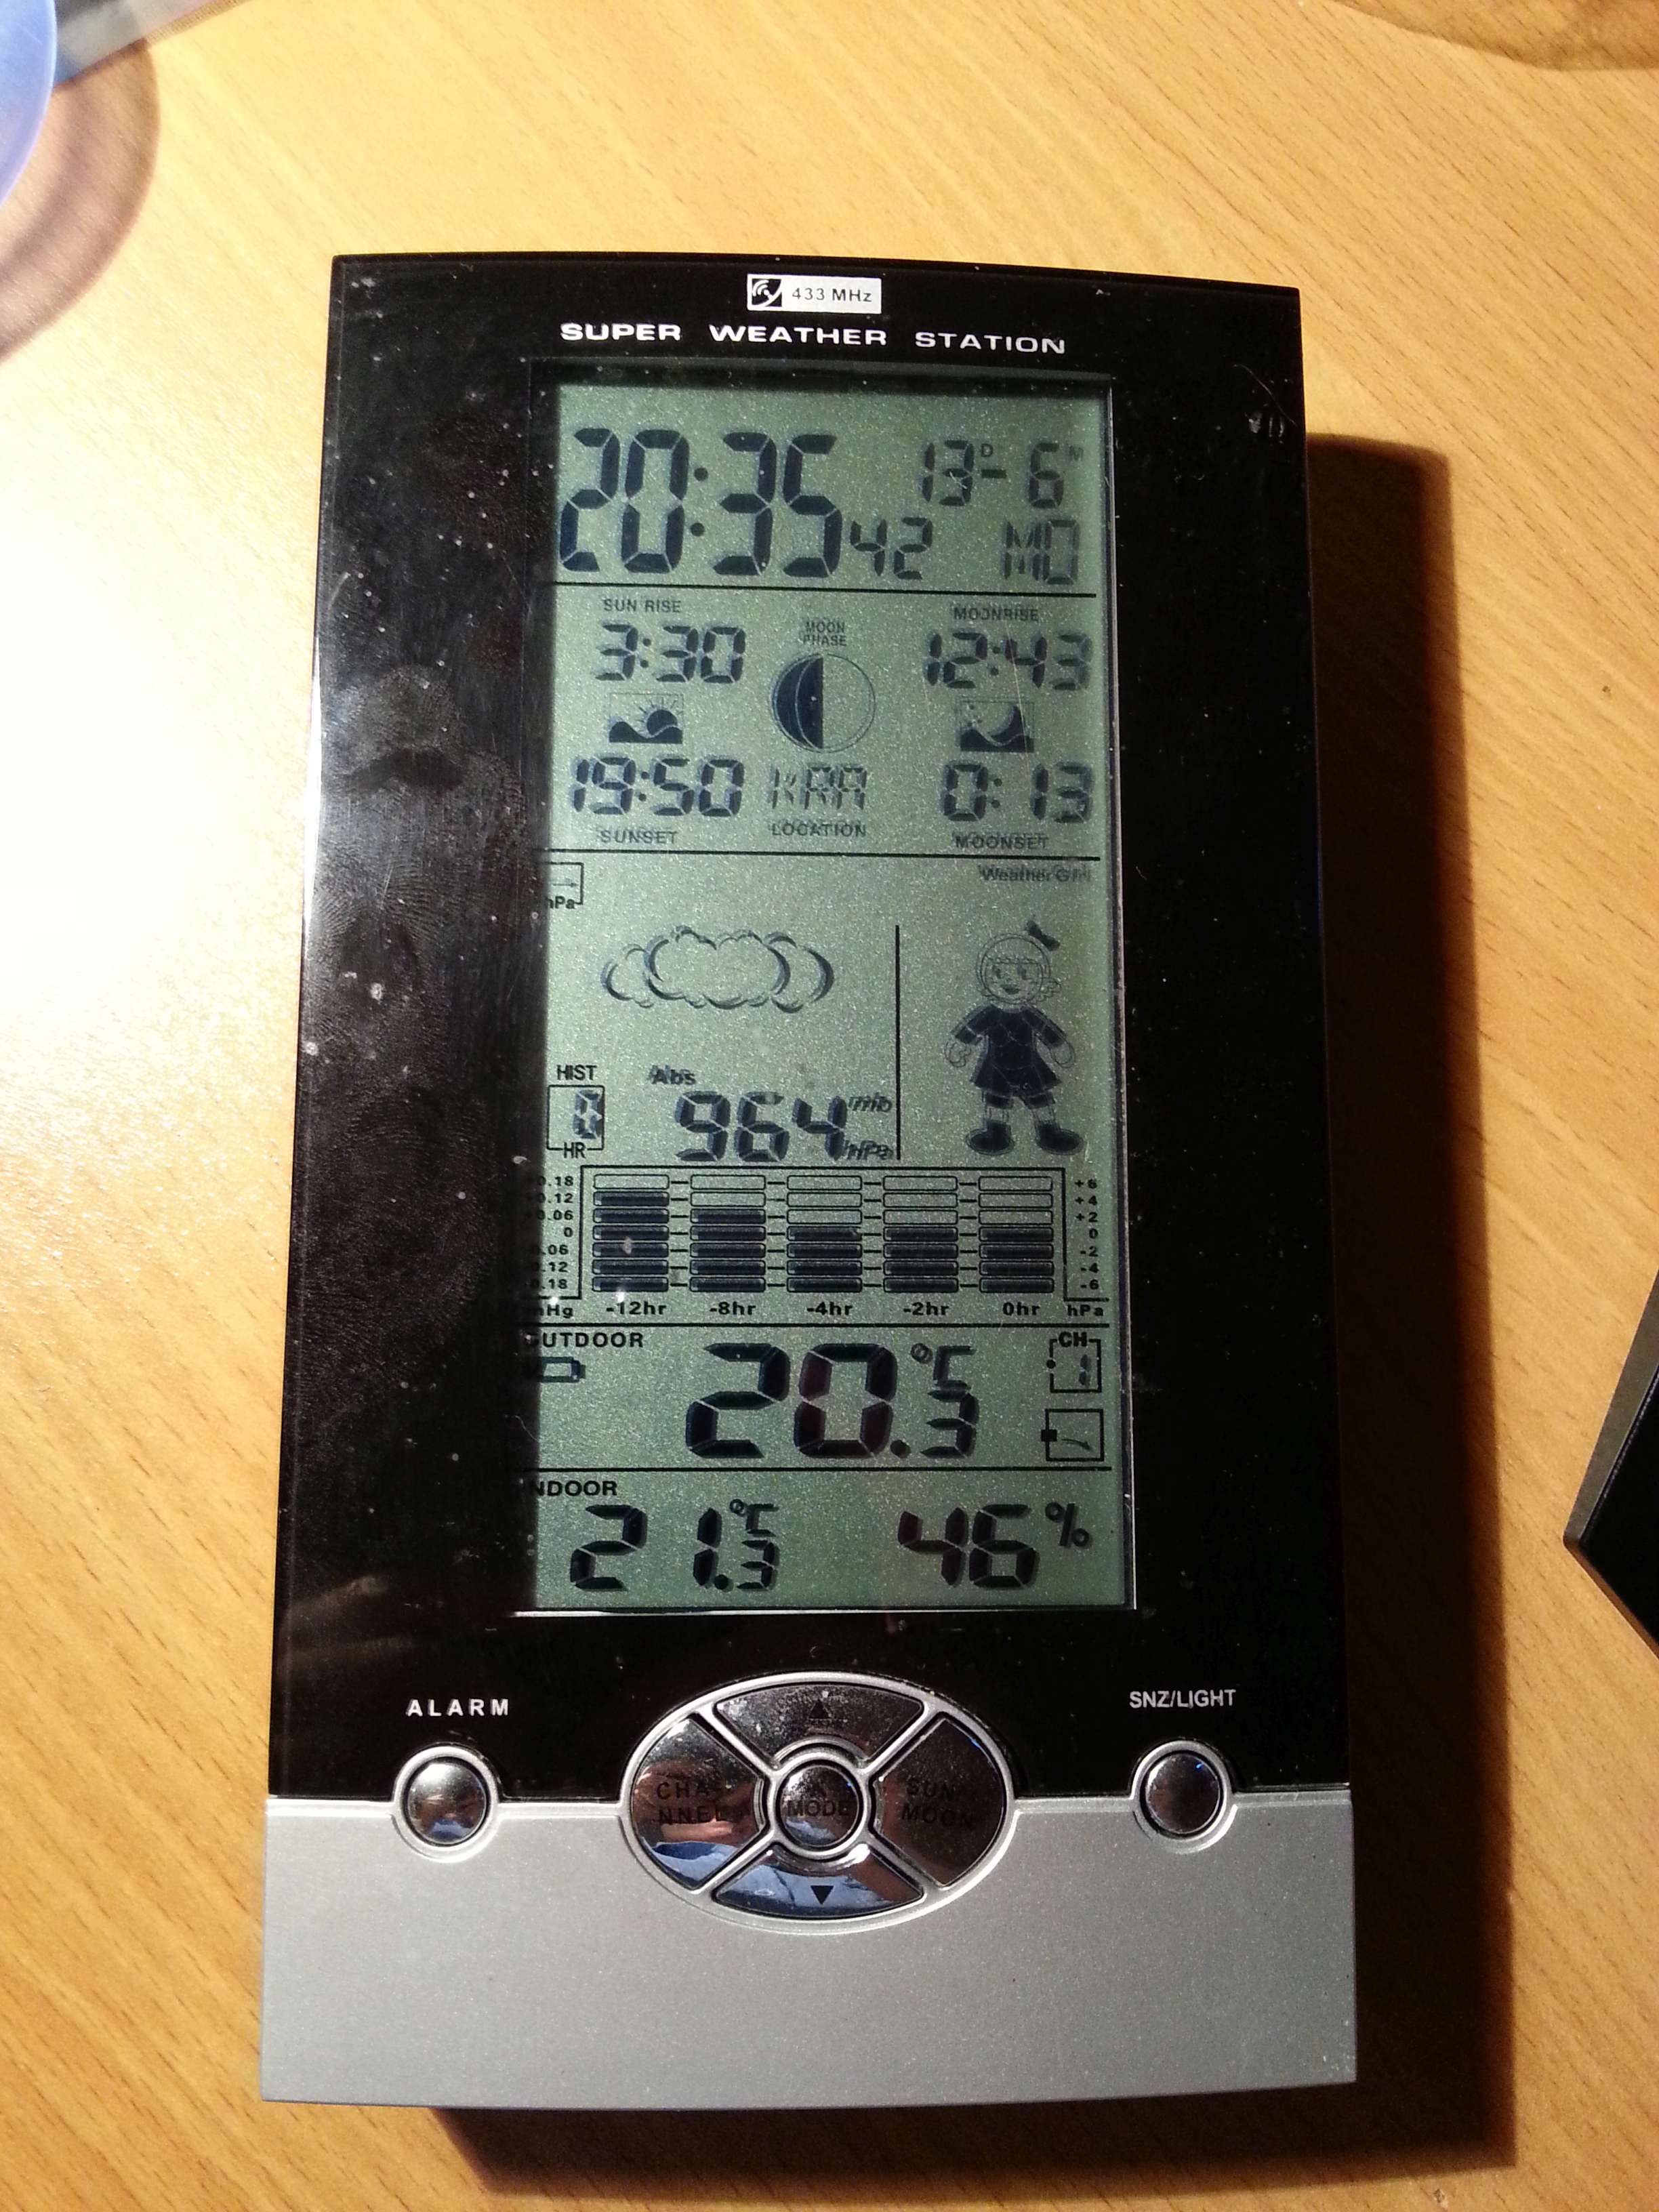 433 MHz
SUPER WEATHER STATION
20:35 42 13 D - 6 M
MO
SUN RISE MOON PHASE MOONRISE
3:30 12:43
19:50 KRA 0:13
SUNSET LOCATION MOONSET
hPa Weather Girl
HIST Abs
0 964 mb
HR hPa
0.18 +6
0.12 +4
0.06 +2
0 0
0.06 -2
0.12 -4
0.18 -6
-12hr -8hr -4hr -2hr 0hr hPa
OUTDOOR CH
20.3 °C 1
INDOOR
21.3 °C 46%
ALARM SNZ/LIGHT
▲
CHA-
NNEL MODE SUN
MOON
▼